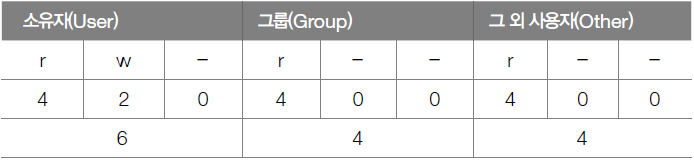 소유자(User) 그룹(Group) 그 외 사용자(Other)
r w - r - - r - -
4 2 0 4 0 0 4 0 0
6 4 4